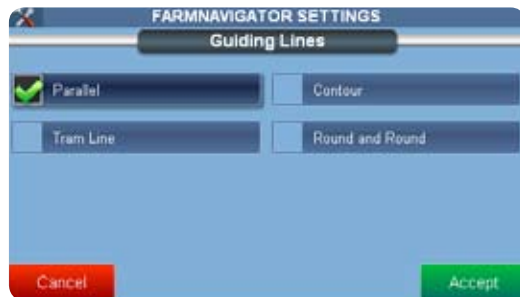 FARMNAVIGATOR SETTINGS
Guiding Lines
Parallel
Contour
Tram Line
Round and Round
Cancel
Accept